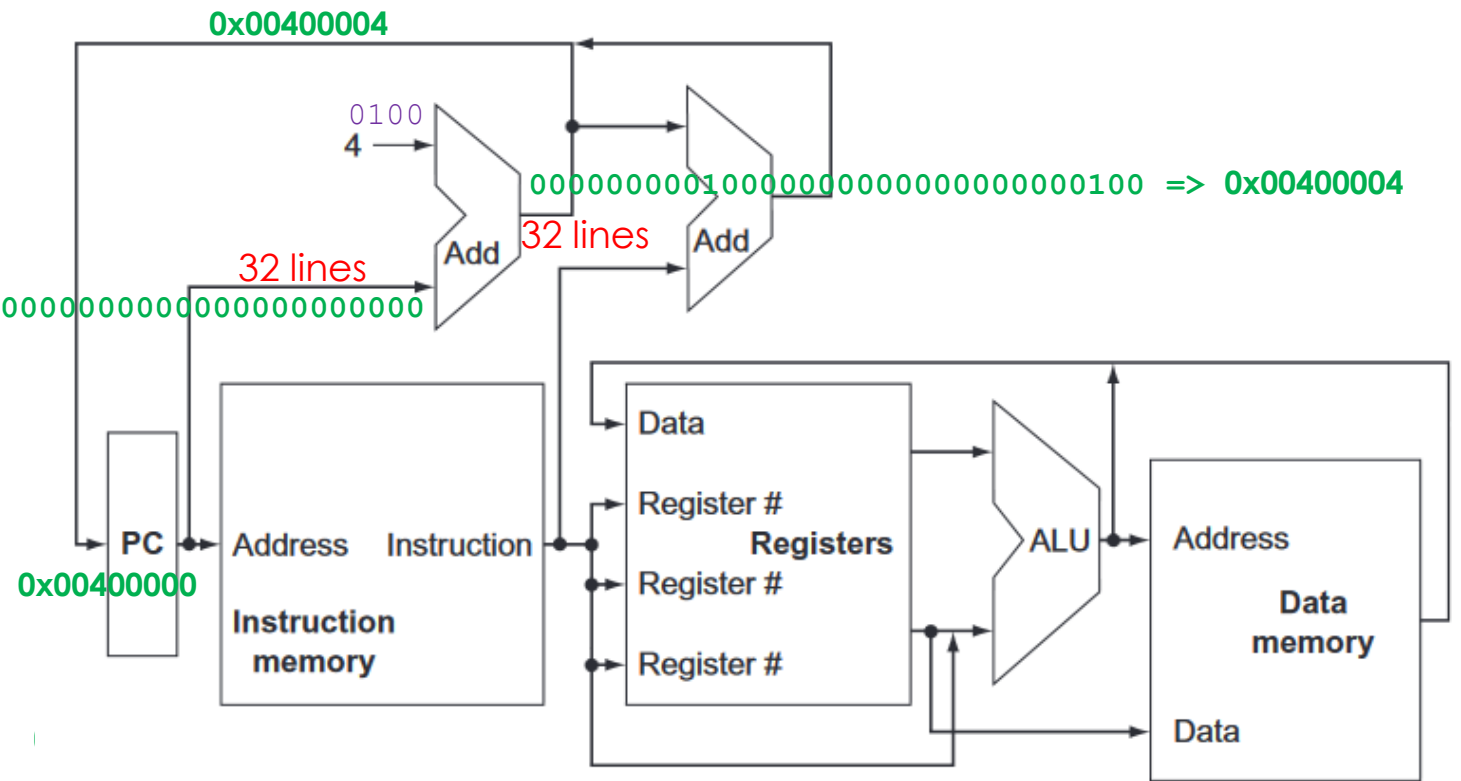 0x00400004
0100
4
00000000010000000000000000000100 => 0x00400004
32 lines
Add
32 lines
Add
0000000000000000000000
Data
Register #
PC
Address
Instruction
Registers
ALU
Address
0x00400000
Register #
Instruction
memory
Data
memory
Register #
Data